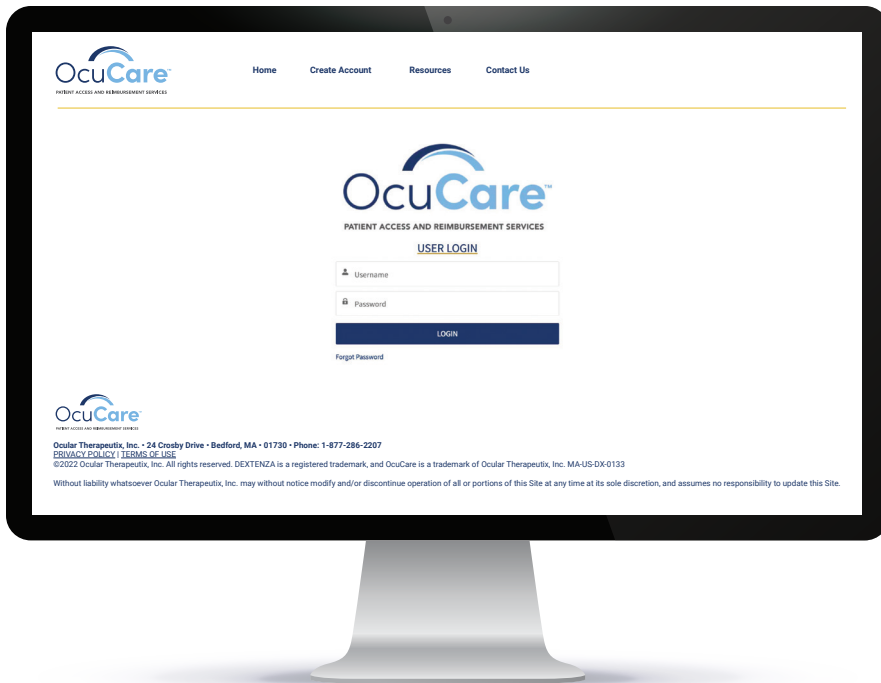 OcuCare™
PATIENT ACCESS AND REIMBURSEMENT SERVICES
Home Create Account Resources Contact Us
OcuCare™
PATIENT ACCESS AND REIMBURSEMENT SERVICES
USER LOGIN
Username
Password
LOGIN
Forgot Password
OcuCare™
PATIENT ACCESS AND REIMBURSEMENT SERVICES
Ocular Therapeutix, Inc. • 24 Crosby Drive • Bedford, MA • 01730 • Phone: 1-877-286-2207
PRIVACY POLICY | TERMS OF USE
©2022 Ocular Therapeutix, Inc. All rights reserved. DEXTENZA is a registered trademark, and OcuCare is a trademark of Ocular Therapeutix, Inc. MA-US-DX-0133
Without liability whatsoever Ocular Therapeutix, Inc. may without notice modify and/or discontinue operation of all or portions of this Site at any time at its sole discretion, and assumes no responsibility to update this Site.